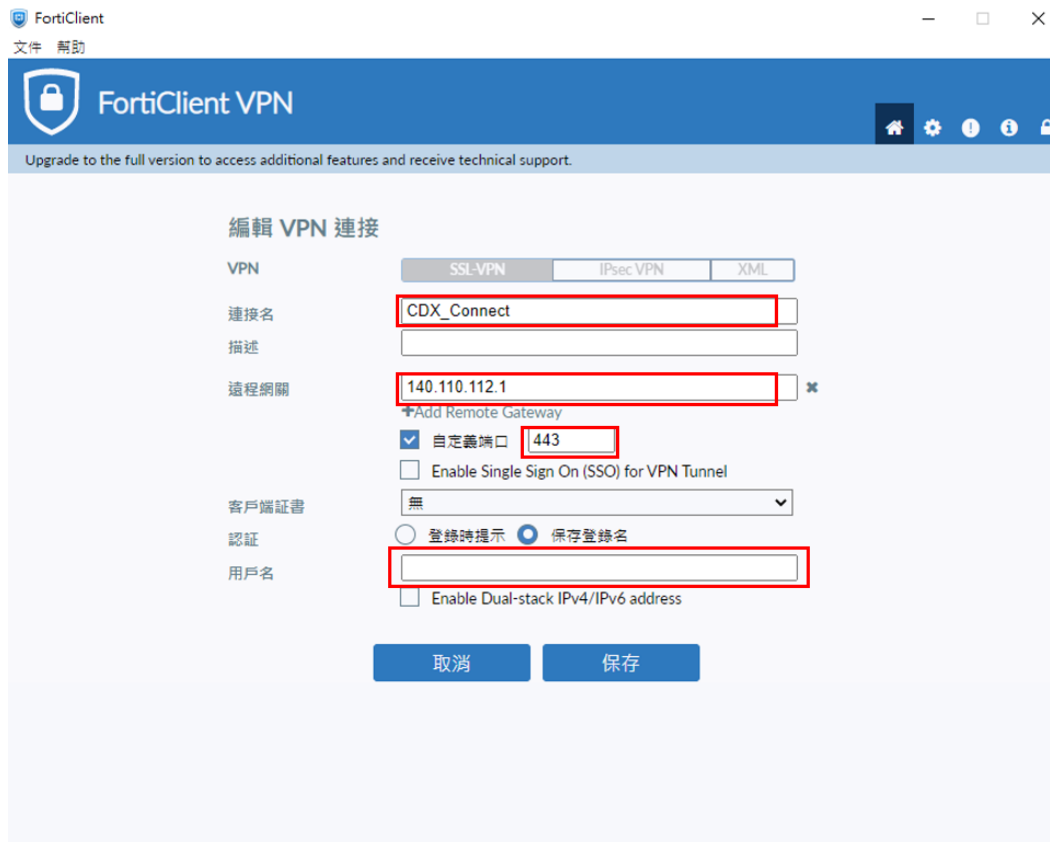 FortiClient
文件 幫助
FortiClient VPN
Upgrade to the full version to access additional features and receive technical support.
編輯 VPN 連接
VPN SSL-VPN IPsec VPN XML
連接名 CDX_Connect
描述
遠程網關 140.110.112.1
+Add Remote Gateway
自定義端口 443
Enable Single Sign On (SSO) for VPN Tunnel
客戶端証書 無
認証 登錄時提示 保存登錄名
用戶名
Enable Dual-stack IPv4/IPv6 address
取消 保存